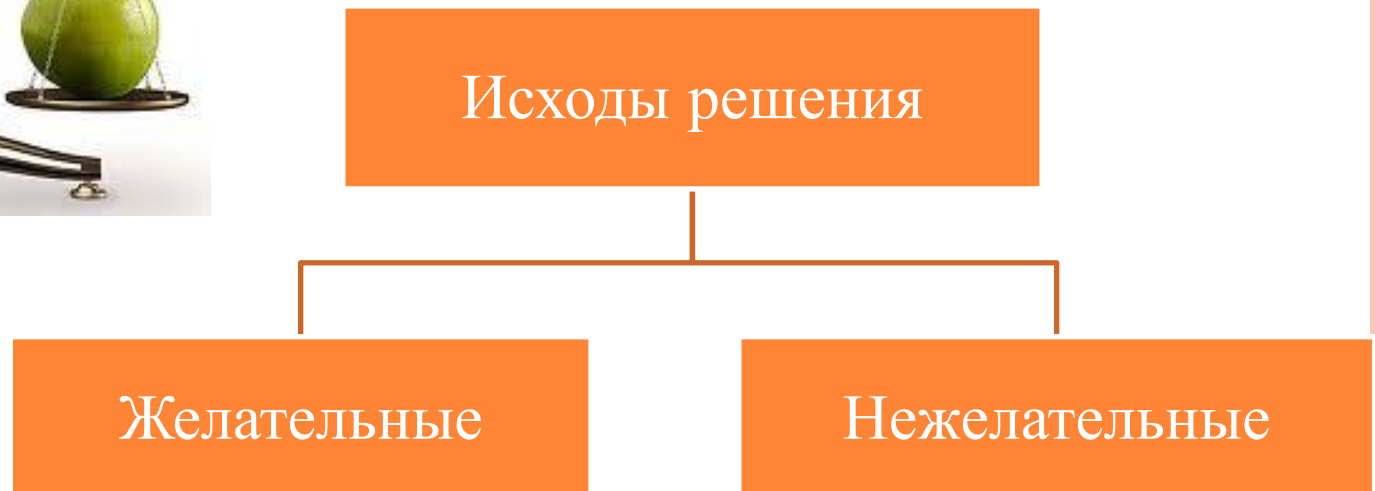 Исходы решения
Желательные
Нежелательные